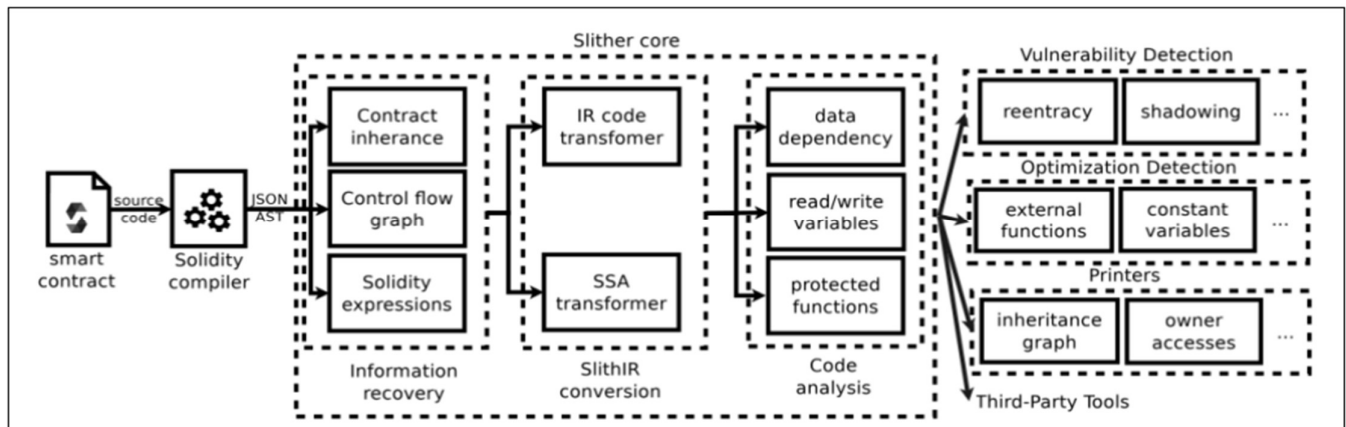 Slither core
smart
contract
source
code
Solidity
compiler
JSON
AST
Contract
inherance
Control flow
graph
Solidity
expressions
Information
recovery
IR code
transfomer
SSA
transformer
SlithIR
conversion
data
dependency
read/write
variables
protected
functions
Code
analysis
Vulnerability Detection
reentracy
shadowing
...
Optimization Detection
external
functions
constant
variables
...
Printers
inheritance
graph
owner
accesses
...
Third-Party Tools